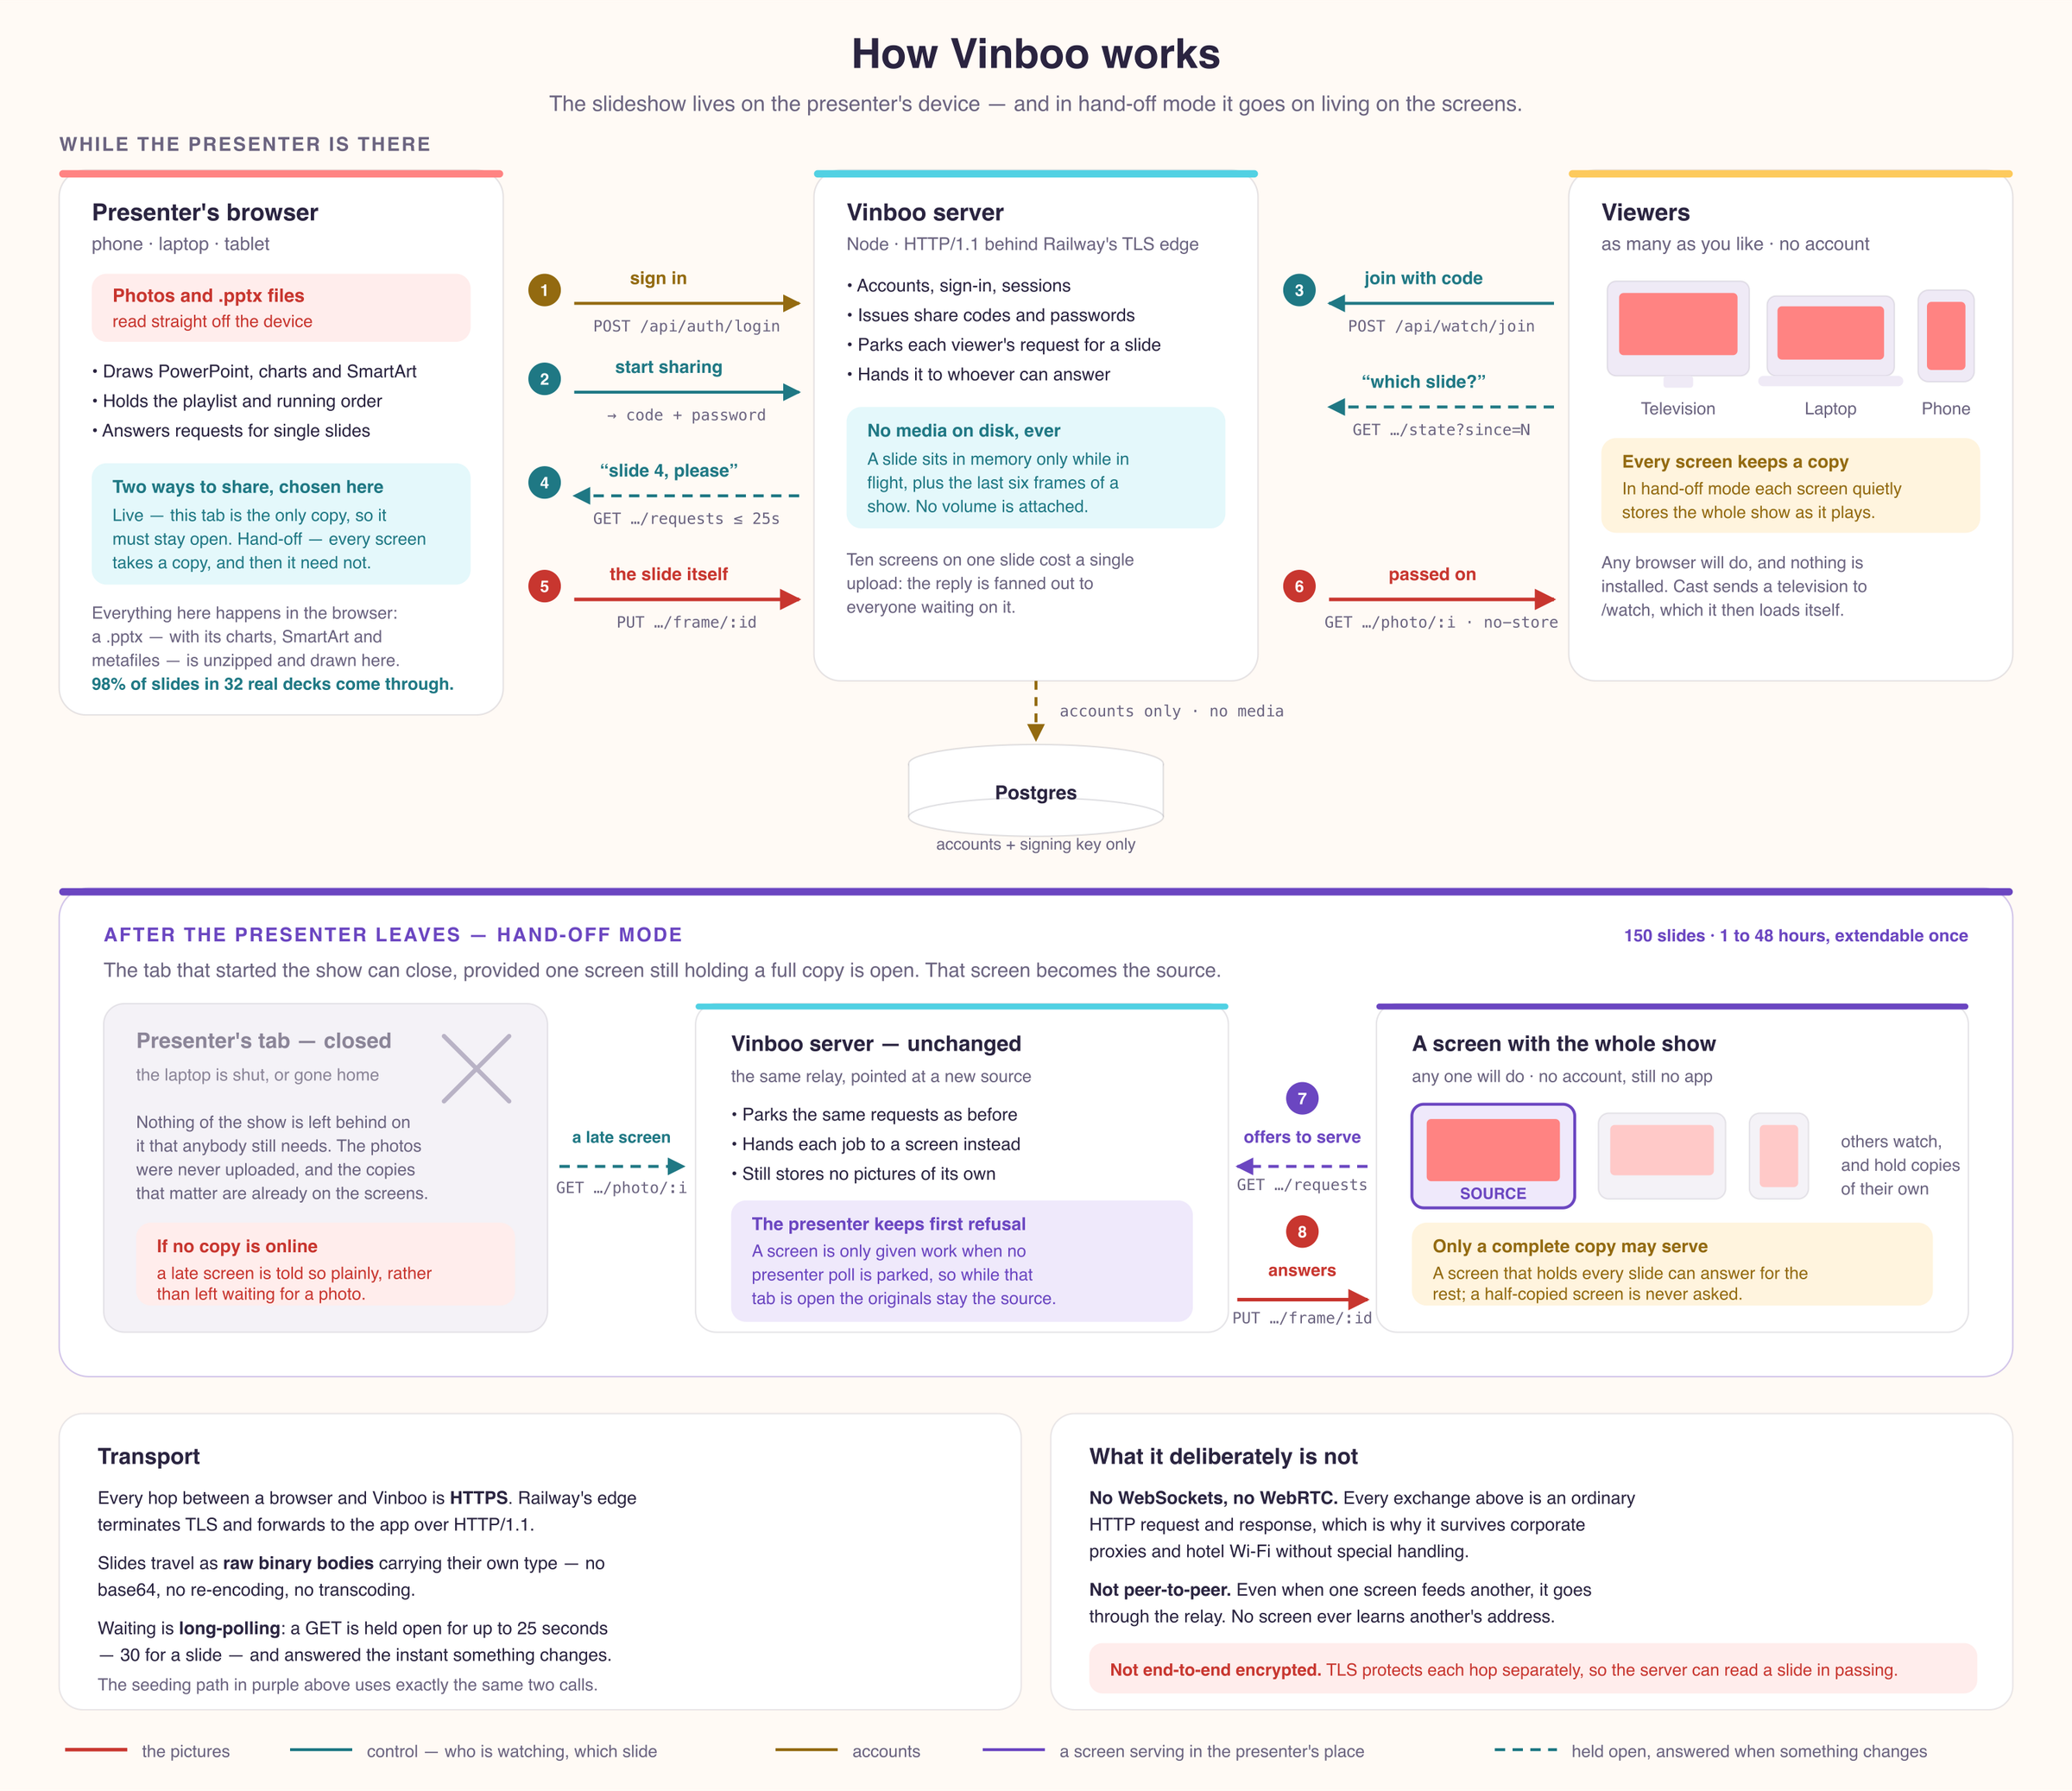 How Vinboo works
The slideshow lives on the presenter's device — and in hand-off mode it goes on living on the screens.
WHILE THE PRESENTER IS THERE
Presenter's browser
phone · laptop · tablet
Photos and .pptx files
read straight off the device
• Draws PowerPoint, charts and SmartArt
• Holds the playlist and running order
• Answers requests for single slides
Two ways to share, chosen here
Live — this tab is the only copy, so it
must stay open. Hand-off — every screen
takes a copy, and then it need not.
Everything here happens in the browser:
a .pptx — with its charts, SmartArt and
metafiles — is unzipped and drawn here.
98% of slides in 32 real decks come through.
1
sign in
POST /api/auth/login
2
start sharing
→ code + password
4
“slide 4, please”
GET …/requests ≤ 25s
5
the slide itself
PUT …/frame/:id
Vinboo server
Node · HTTP/1.1 behind Railway's TLS edge
• Accounts, sign-in, sessions
• Issues share codes and passwords
• Parks each viewer's request for a slide
• Hands it to whoever can answer
No media on disk, ever
A slide sits in memory only while in
flight, plus the last six frames of a
show. No volume is attached.
Ten screens on one slide cost a single
upload: the reply is fanned out to
everyone waiting on it.
3
join with code
POST /api/watch/join
“which slide?”
GET …/state?since=N
6
passed on
GET …/photo/:i · no-store
Viewers
as many as you like · no account
Television
Laptop
Phone
Every screen keeps a copy
In hand-off mode each screen quietly
stores the whole show as it plays.
Any browser will do, and nothing is
installed. Cast sends a television to
/watch, which it then loads itself.
accounts only · no media
Postgres
accounts + signing key only
AFTER THE PRESENTER LEAVES — HAND-OFF MODE
150 slides · 1 to 48 hours, extendable once
The tab that started the show can close, provided one screen still holding a full copy is open. That screen becomes the source.
Presenter's tab — closed
the laptop is shut, or gone home
Nothing of the show is left behind on
it that anybody still needs. The photos
were never uploaded, and the copies
that matter are already on the screens.
If no copy is online
a late screen is told so plainly, rather
than left waiting for a photo.
a late screen
GET …/photo/:i
Vinboo server — unchanged
the same relay, pointed at a new source
• Parks the same requests as before
• Hands each job to a screen instead
• Still stores no pictures of its own
The presenter keeps first refusal
A screen is only given work when no
presenter poll is parked, so while that
tab is open the originals stay the source.
7
offers to serve
GET …/requests
8
answers
PUT …/frame/:id
A screen with the whole show
any one will do · no account, still no app
SOURCE
others watch,
and hold copies
of their own
Only a complete copy may serve
A screen that holds every slide can answer for the
rest; a half-copied screen is never asked.
Transport
Every hop between a browser and Vinboo is HTTPS. Railway's edge
terminates TLS and forwards to the app over HTTP/1.1.
Slides travel as raw binary bodies carrying their own type — no
base64, no re-encoding, no transcoding.
Waiting is long-polling: a GET is held open for up to 25 seconds
— 30 for a slide — and answered the instant something changes.
The seeding path in purple above uses exactly the same two calls.
What it deliberately is not
No WebSockets, no WebRTC. Every exchange above is an ordinary
HTTP request and response, which is why it survives corporate
proxies and hotel Wi-Fi without special handling.
Not peer-to-peer. Even when one screen feeds another, it goes
through the relay. No screen ever learns another's address.
Not end-to-end encrypted. TLS protects each hop separately, so the server can read a slide in passing.
the pictures
control — who is watching, which slide
accounts
a screen serving in the presenter's place
held open, answered when something changes